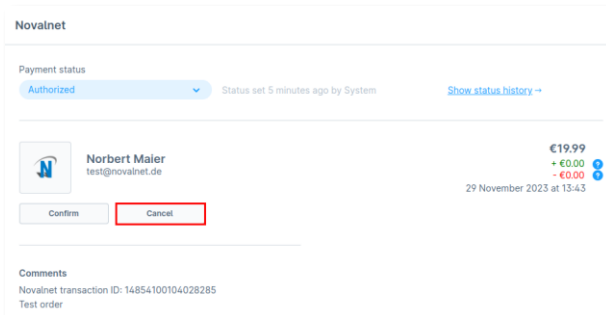 Novalnet
Payment status
Authorized
Status set 5 minutes ago by System
Show status history→
N
Norbert Maier
test@novalnet.de
€19.99
+ €0.00 ?
- €0.00 ?
29 November 2023 at 13:43
Confirm
Cancel
Comments
Novalnet transaction ID: 14854100104028285
Test order